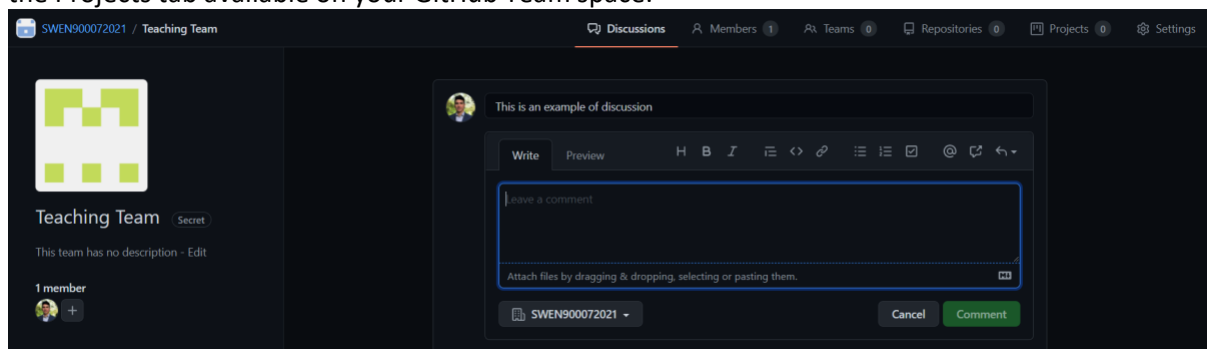 the Projects tab available on your GitHub Team space.
SWEN900072021 / Teaching Team
Discussions Members 1 Teams 0 Repositories 0 Projects 0 Settings
This is an example of discussion
Write Preview H B I
Leave a comment
Attach files by dragging & dropping, selecting or pasting them.
SWEN900072021 Cancel Comment
Teaching Team Secret
This team has no description - Edit
1 member